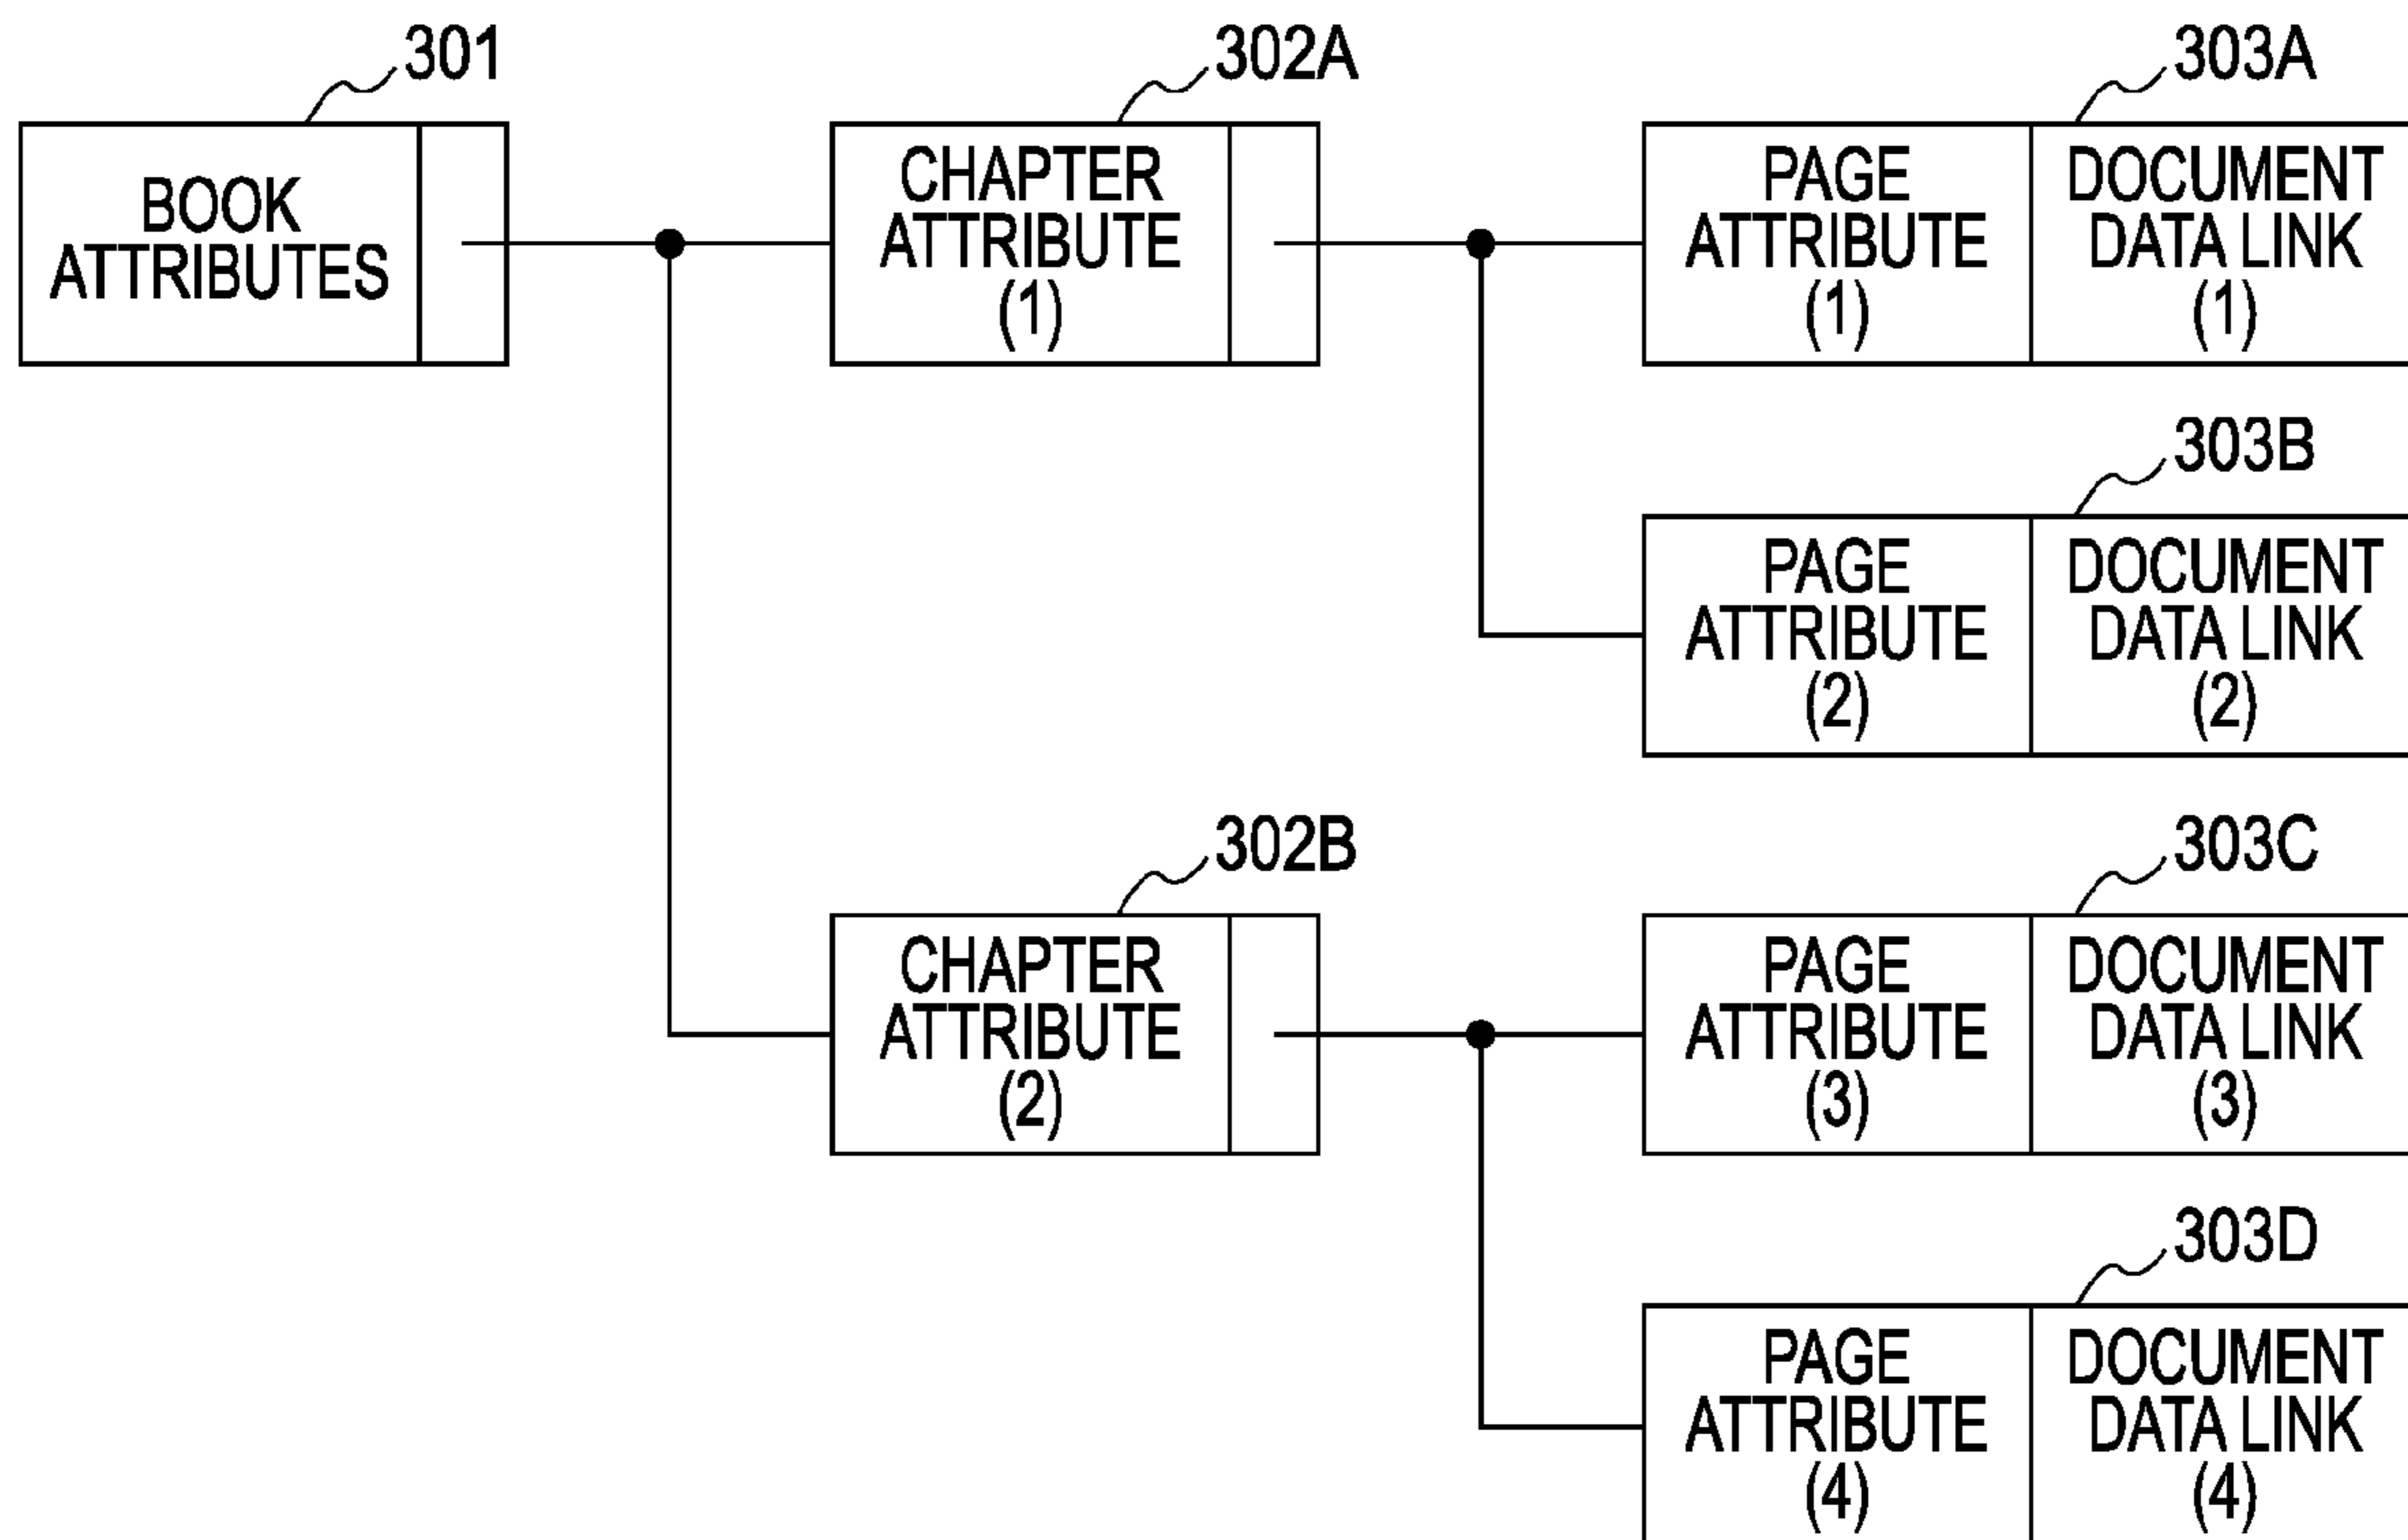 301
302A
303A
BOOK
ATTRIBUTES
CHAPTER
ATTRIBUTE
(1)
PAGE
ATTRIBUTE
(1)
DOCUMENT
DATA LINK
(1)
303B
PAGE
ATTRIBUTE
(2)
DOCUMENT
DATA LINK
(2)
302B
303C
CHAPTER
ATTRIBUTE
(2)
PAGE
ATTRIBUTE
(3)
DOCUMENT
DATA LINK
(3)
303D
PAGE
ATTRIBUTE
(4)
DOCUMENT
DATA LINK
(4)